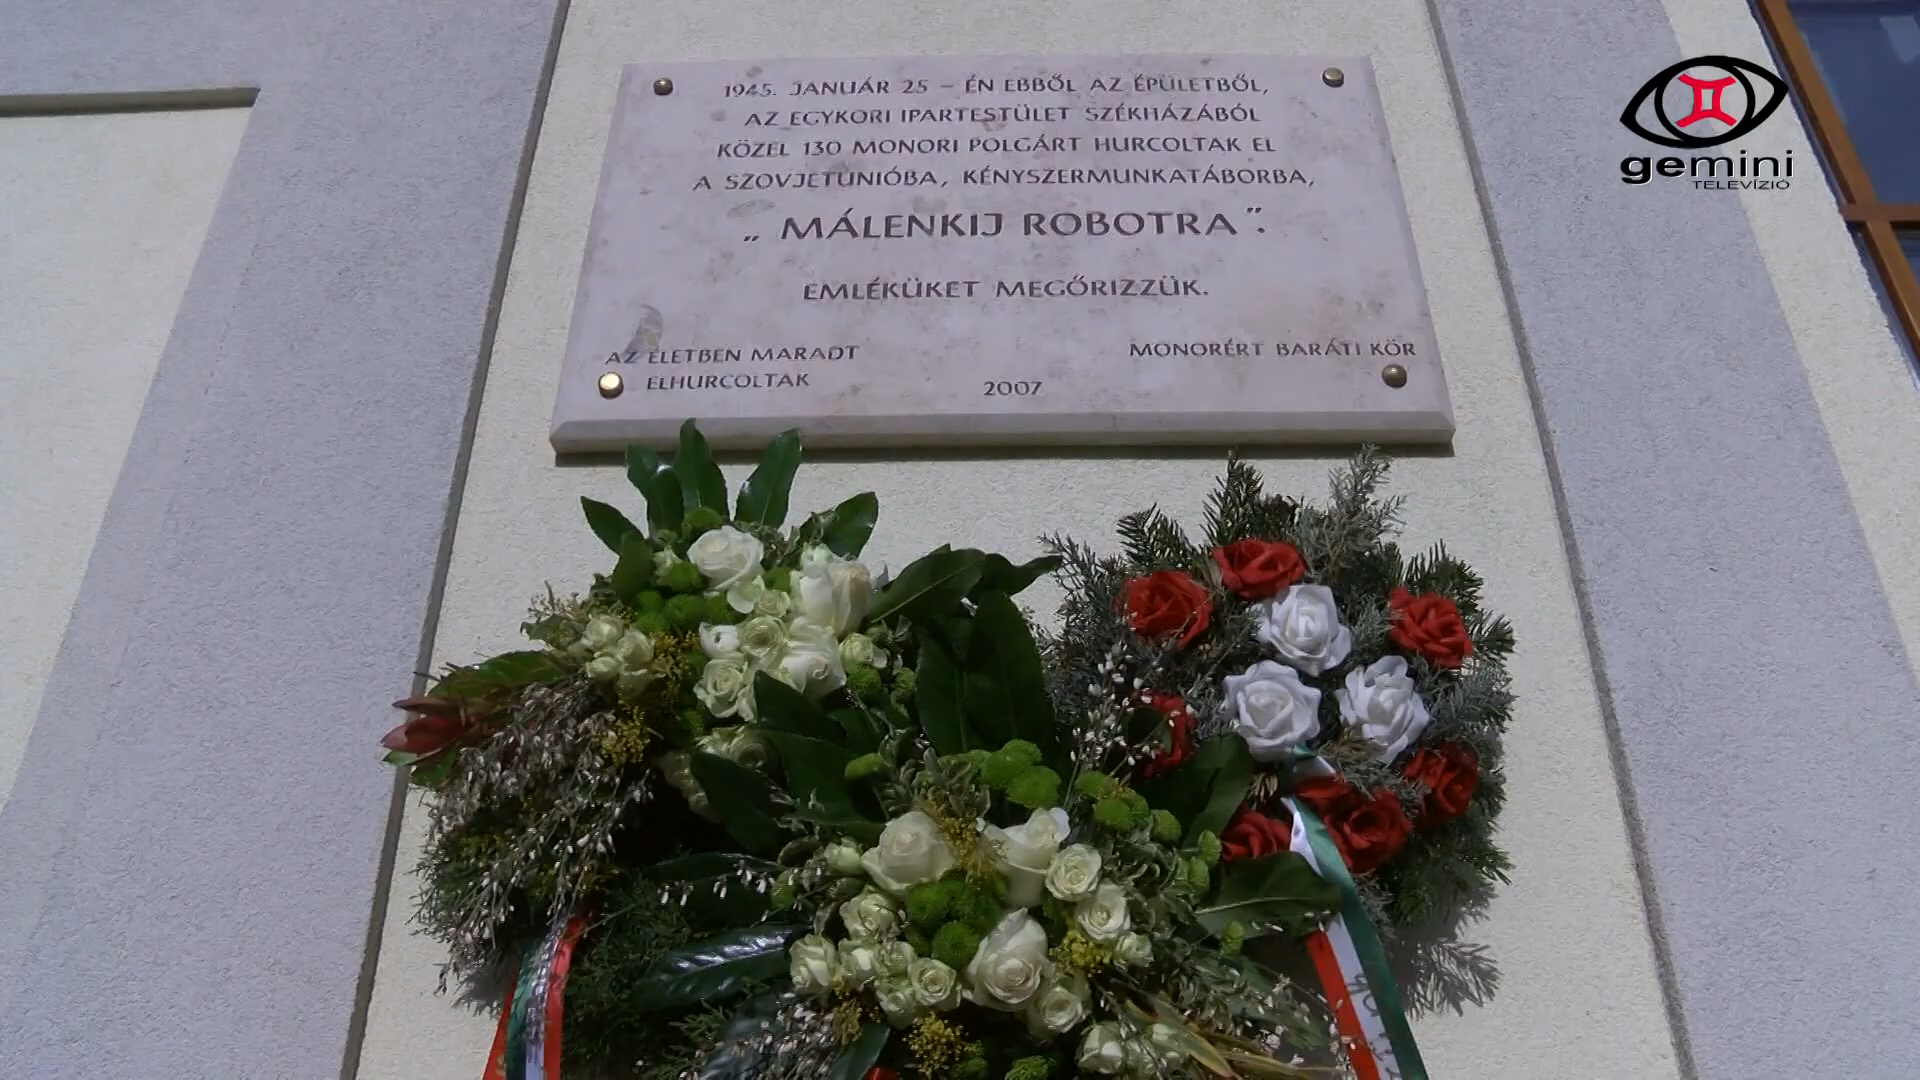 1945. JANUÁR 25 – ÉN EBBŐL AZ ÉPÜLETBŐL,
AZ EGYKORI IPARTESTÜLET SZÉKHÁZÁBÓL
KÖZEL 130 MONORI POLGÁRT HURCOLTAK EL
A SZOVJETUNIÓBA, KÉNYSZERMUNKATÁBORBA,
„ MÁLENKIJ ROBOTRA ”.
EMLÉKÜKET MEGŐRIZZÜK.
AZ ÉLETBEN MARADT
ELHURCOLTAK
2007
MONORÉRT BARÁTI KÖR
gemini
TELEVÍZIÓ